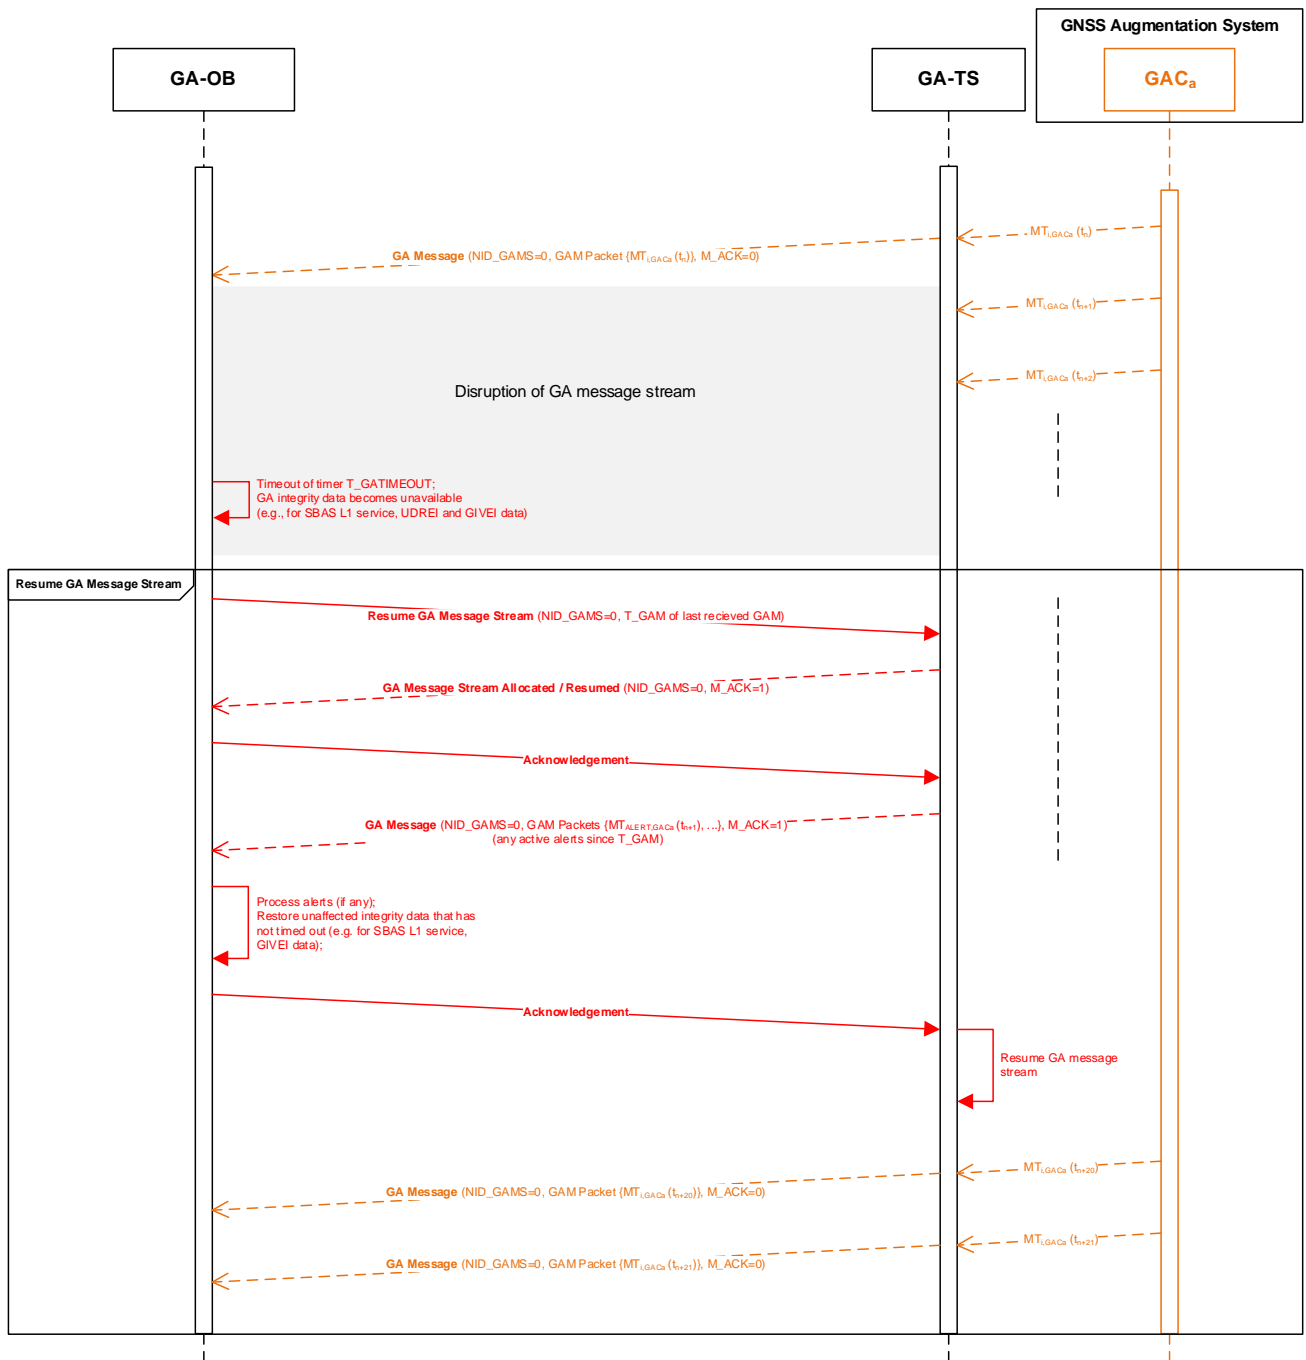 GNSS Augmentation System
GA-OB
GA-TS
GACa
MTi,GACa (tn)
GA Message (NID_GAMS=0, GAM Packet {MTi,GACa (tn)}, M_ACK=0)
MTi,GACa (tn+1)
MTi,GACa (tn+2)
Disruption of GA message stream
Timeout of timer T_GATIMEOUT;
GA integrity data becomes unavailable
(e.g., for SBAS L1 service, UDREI and GIVEI data)
Resume GA Message Stream
Resume GA Message Stream (NID_GAMS=0, T_GAM of last recieved GAM)
GA Message Stream Allocated / Resumed (NID_GAMS=0, M_ACK=1)
Acknowledgement
GA Message (NID_GAMS=0, GAM Packets {MTALERT,GACa (tn+1), ...}, M_ACK=1)
(any active alerts since T_GAM)
Process alerts (if any);
Restore unaffected integrity data that has
not timed out (e.g. for SBAS L1 service,
GIVEI data);
Acknowledgement
Resume GA message
stream
MTi,GACa (tn+20)
GA Message (NID_GAMS=0, GAM Packet {MTi,GACa (tn+20)}, M_ACK=0)
MTi,GACa (tn+21)
GA Message (NID_GAMS=0, GAM Packet {MTi,GACa (tn+21)}, M_ACK=0)